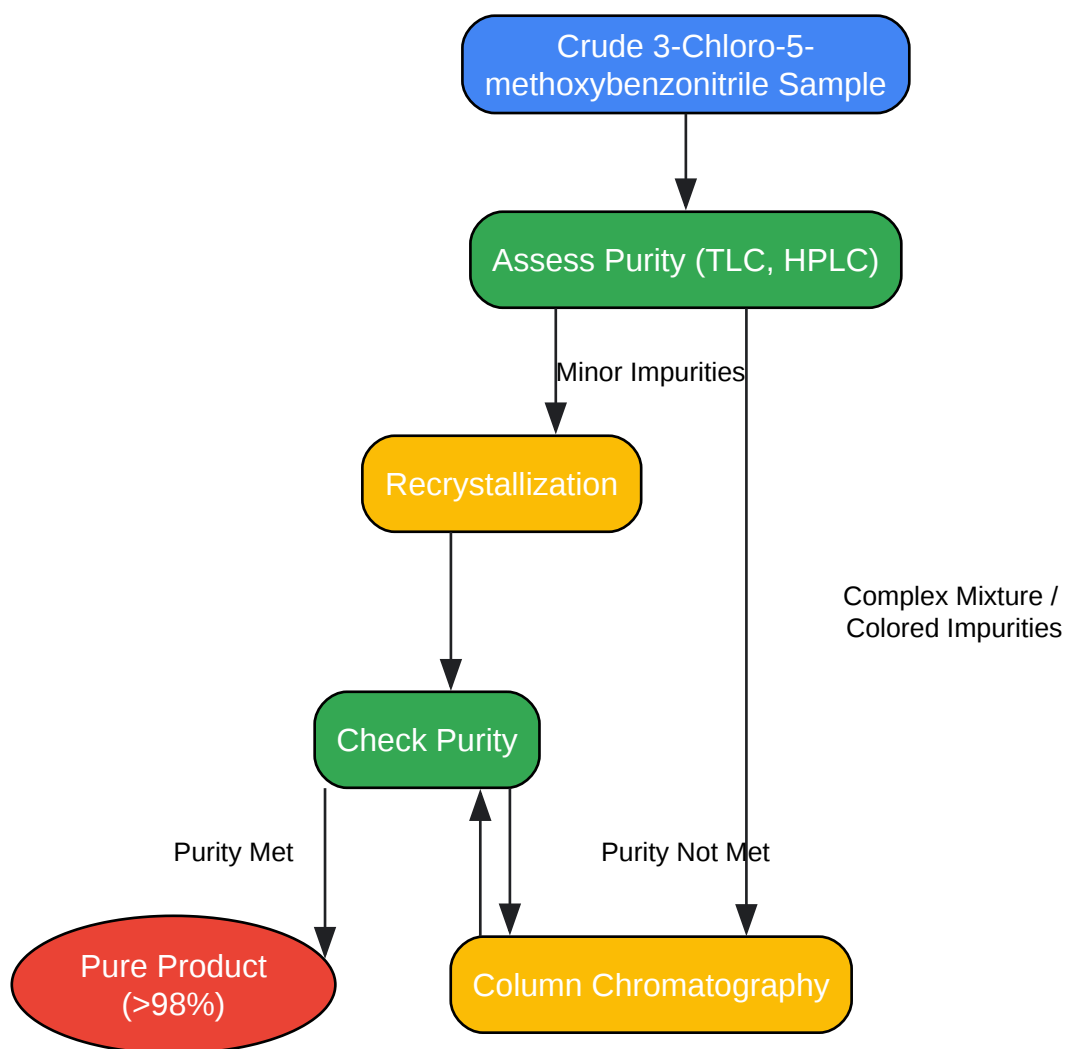 Crude 3-Chloro-5-
methoxybenzonitrile Sample
Assess Purity (TLC, HPLC)
Minor Impurities
Recrystallization
Complex Mixture /
Colored Impurities
Check Purity
Purity Met
Purity Not Met
Pure Product
(>98%)
Column Chromatography